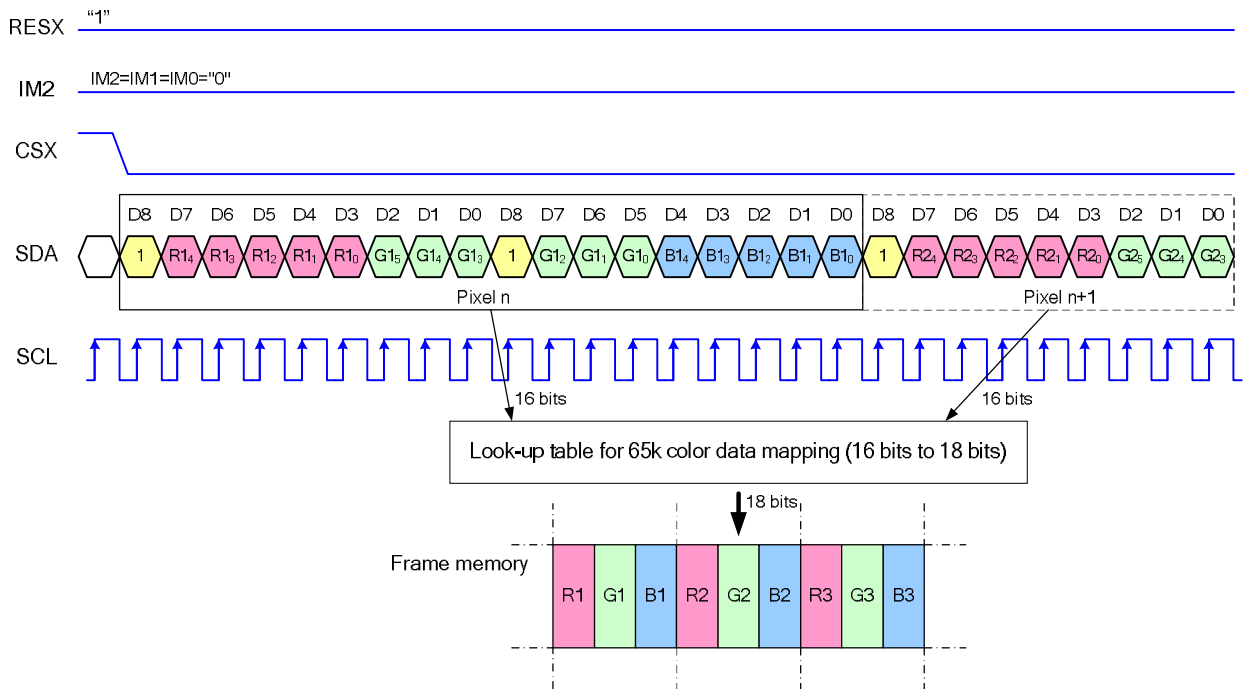 RESX “1”
IM2 IM2=IM1=IM0="0"
CSX
D8 D7 D6 D5 D4 D3 D2 D1 D0 D8 D7 D6 D5 D4 D3 D2 D1 D0 D8 D7 D6 D5 D4 D3 D2 D1 D0
SDA 1 R1₄ R1₃ R1₂ R1₁ R1₀ G1₅ G1₄ G1₃ 1 G1₂ G1₁ G1₀ B1₄ B1₃ B1₂ B1₁ B1₀ 1 R2₄ R2₃ R2₂ R2₁ R2₀ G2₅ G2₄ G2₃
Pixel n Pixel n+1
SCL
16 bits 16 bits
Look-up table for 65k color data mapping (16 bits to 18 bits)
18 bits
Frame memory
R1 G1 B1 R2 G2 B2 R3 G3 B3